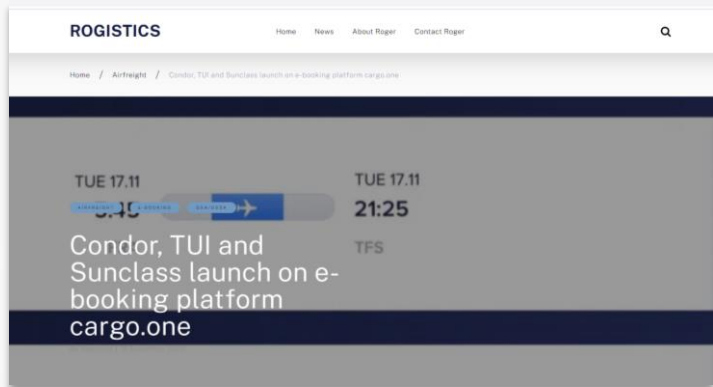 ROGISTICS
Home News About Roger Contact Roger
Home / Airfreight / Condor, TUI and Sunclass launch on e-booking platform cargo.one
TUE 17.11 TUE 17.11
21:25
AIRFREIGHT E-BOOKING
TFS
Condor, TUI and
Sunclass launch on e-
booking platform
cargo.one